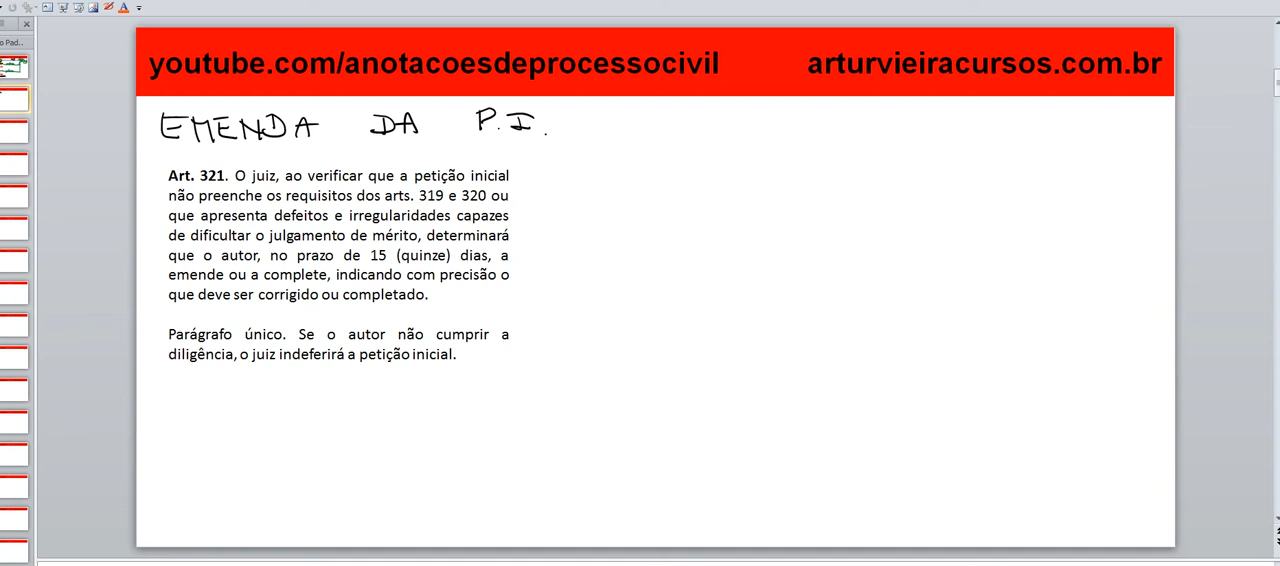 o Pad..
youtube.com/anotacoesdeprocessocivil arturvieiracursos.com.br
EMENDA DA P.I.
Art. 321. O juiz, ao verificar que a petição inicial
não preenche os requisitos dos arts. 319 e 320 ou
que apresenta defeitos e irregularidades capazes
de dificultar o julgamento de mérito, determinará
que o autor, no prazo de 15 (quinze) dias, a
emende ou a complete, indicando com precisão o
que deve ser corrigido ou completado.
Parágrafo único. Se o autor não cumprir a
diligência, o juiz indeferirá a petição inicial.